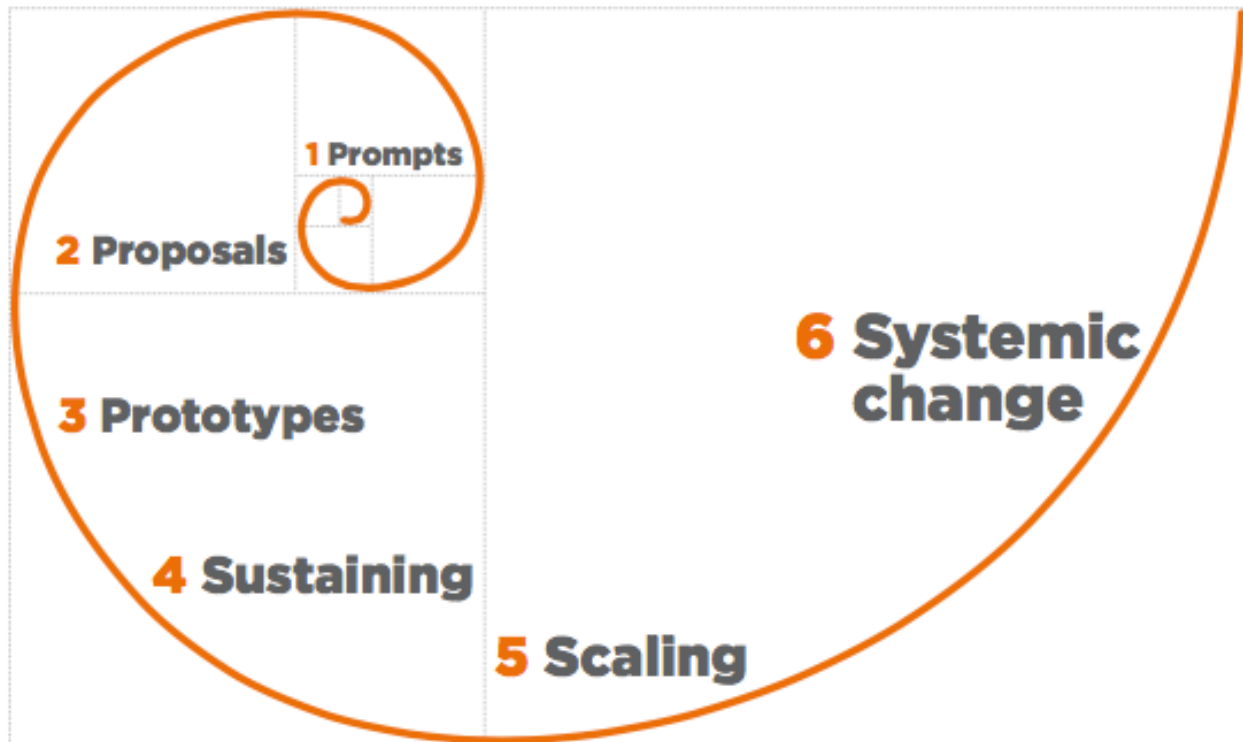 1 Prompts
2 Proposals
3 Prototypes
4 Sustaining
5 Scaling
6 Systemic
change